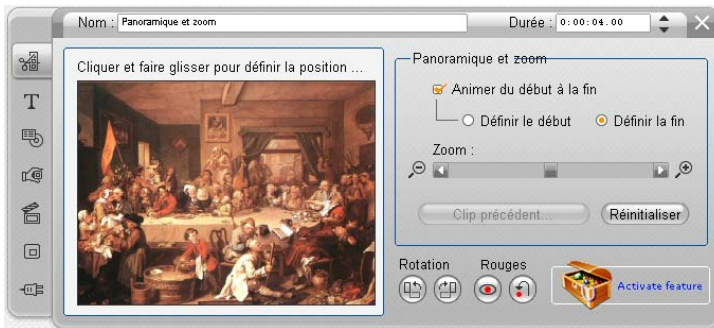 Nom : Panoramique et zoom Durée : 0:00:04.00
Cliquer et faire glisser pour définir la position ...
Panoramique et zoom
Animer du début à la fin
Définir le début Définir la fin
Zoom :
Clip précédent... Réinitialiser
Rotation Rouges
Activate feature
T